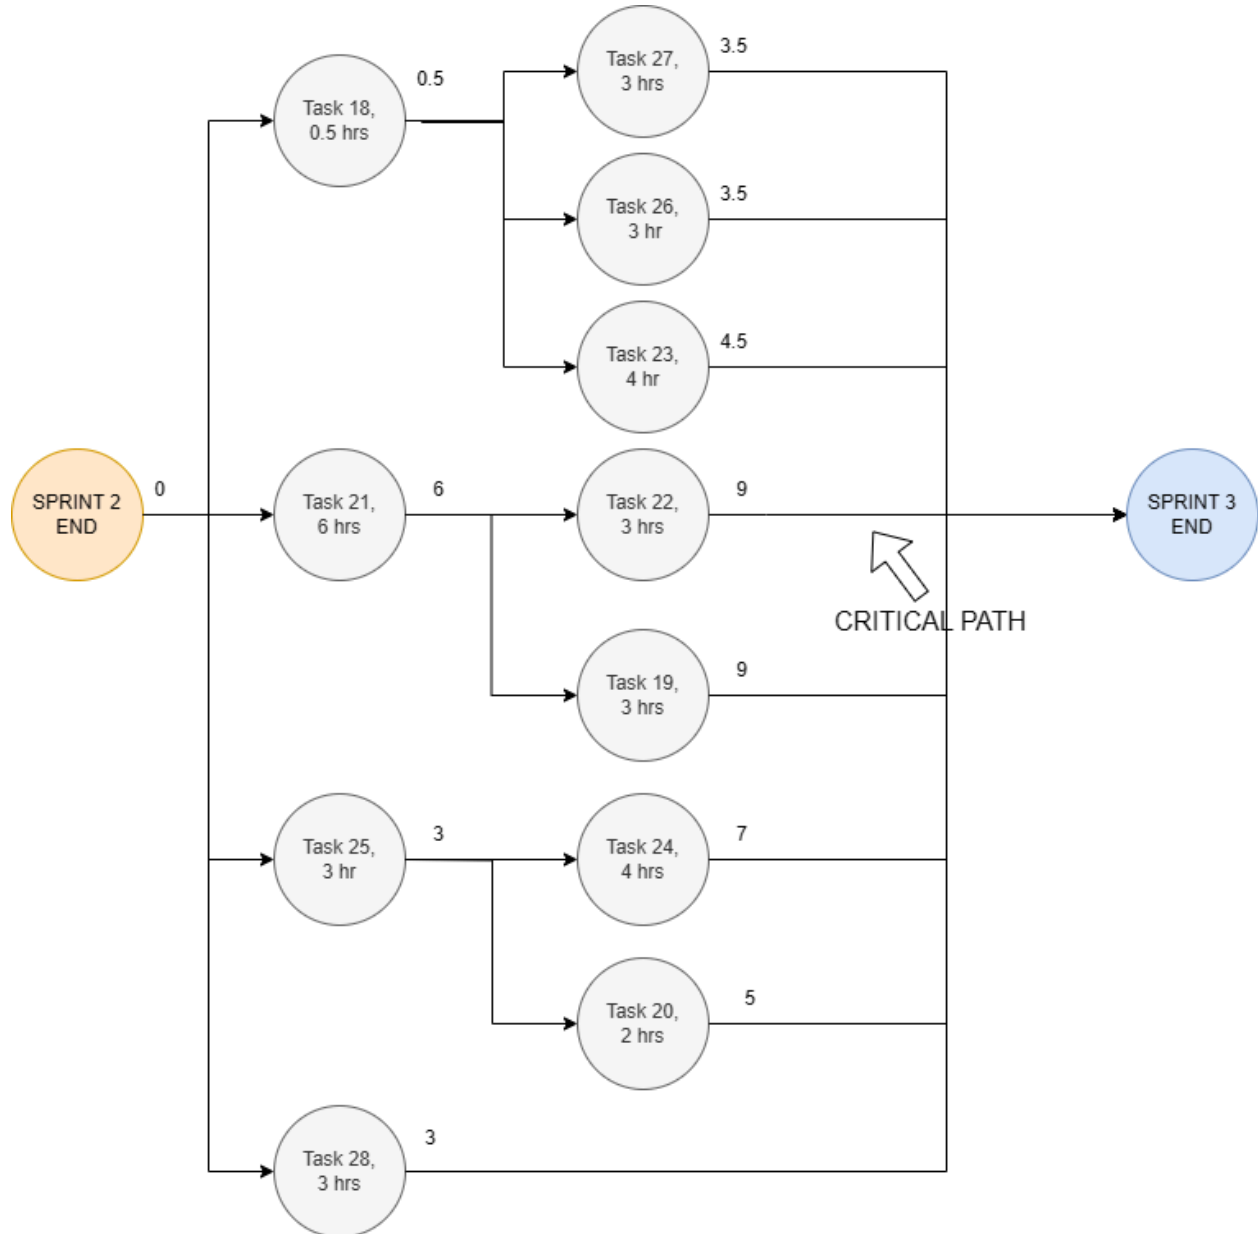 3.5
Task 27,
3 hrs
0.5
Task 18,
0.5 hrs
3.5
Task 26,
3 hr
4.5
Task 23,
4 hr
SPRINT 2
END
0
Task 21,
6 hrs
6
Task 22,
3 hrs
9
SPRINT 3
END
CRITICAL PATH
Task 19,
3 hrs
9
Task 25,
3 hr
3
Task 24,
4 hrs
7
Task 20,
2 hrs
5
Task 28,
3 hrs
3